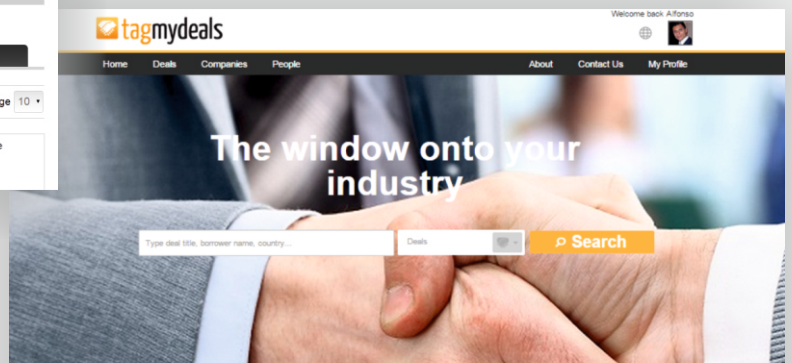 Welcome back Alfonso
tagmydeals
Home Deals Companies People About Contact Us My Profile
ge 10
e
The window onto your
industry
Type deal title, borrower name, country...
Deals
Search